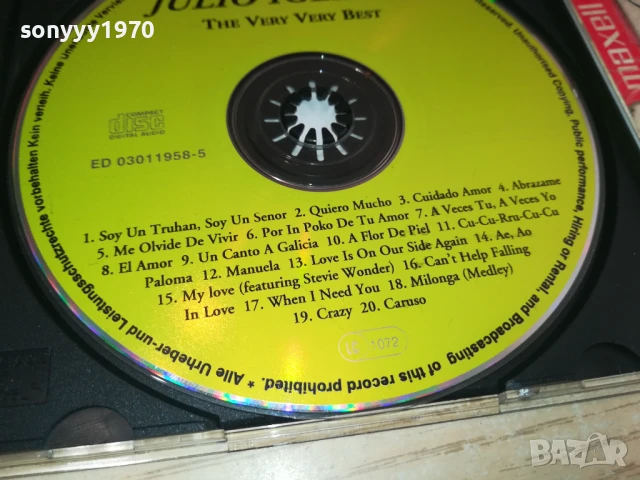 sonyyy1970
JULIO
THE VERY VERY BEST
COMPACT
disc
DIGITAL AUDIO
ED 03011958-5
1. Soy Un Truhan, Soy Un Senor 2. Quiero Mucho 3. Cuidado Amor 4. Abrazame
5. Me Olvide De Vivir 6. Por In Poko De Tu Amor 7. A Veces Tu, A Veces Yo
8. El Amor 9. Un Canto A Galicia 10. A Flor De Piel 11. Cu-Cu-Rru-Cu-Cu
Paloma 12. Manuela 13. Love Is On Our Side Again 14. Ae, Ao
15. My love (featuring Stevie Wonder) 16. Can't Help Falling
In Love 17. When I Need You 18. Milonga (Medley)
19. Crazy 20. Caruso
1072
* Alle Urheber-und Leistungsschutzrechte vorbehalten Kein verleih. Keine
Reserved. Unauthorised Copying, Public performance, Hiring or Rental, and Broadcasting of this record prohibited.
maxell
BAZAR